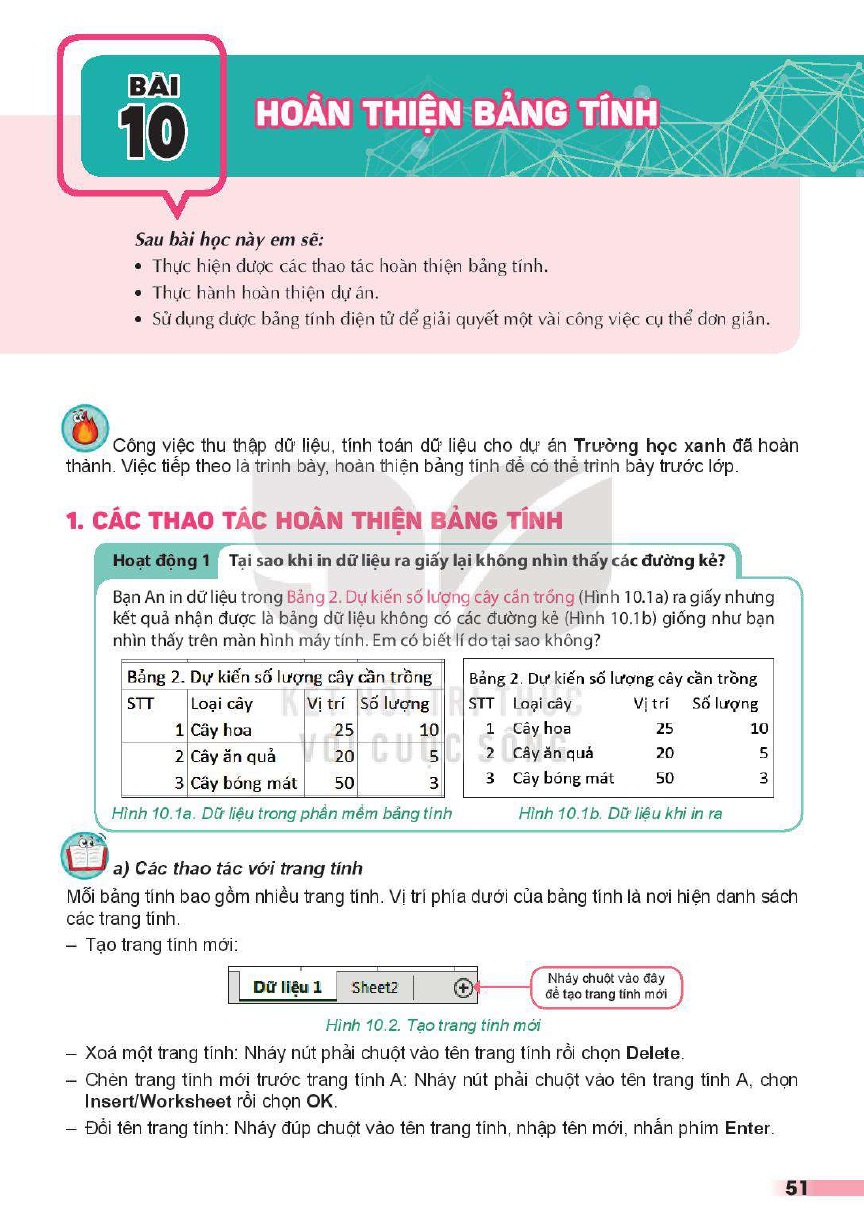 BÀI
10
HOÀN THIỆN BẢNG TÍNH
Sau bài học này em sẽ:
• Thực hiện được các thao tác hoàn thiện bảng tính.
• Thực hành hoàn thiện dự án.
• Sử dụng được bảng tính điện tử để giải quyết một vài công việc cụ thể đơn giản.
Công việc thu thập dữ liệu, tính toán dữ liệu cho dự án Trường học xanh đã hoàn
thành. Việc tiếp theo là trình bày, hoàn thiện bảng tính để có thể trình bày trước lớp.
1. CÁC THAO TÁC HOÀN THIỆN BẢNG TÍNH
Hoạt động 1 Tại sao khi in dữ liệu ra giấy lại không nhìn thấy các đường kẻ?
Bạn An in dữ liệu trong Bảng 2. Dự kiến số lượng cây cần trồng (Hình 10.1a) ra giấy nhưng
kết quả nhận được là bảng dữ liệu không có các đường kẻ (Hình 10.1b) giống như bạn
nhìn thấy trên màn hình máy tính. Em có biết lí do tại sao không?
Bảng 2. Dự kiến số lượng cây cần trồng
STT Loại cây Vị trí Số lượng
1 Cây hoa 25 10
2 Cây ăn quả 20 5
3 Cây bóng mát 50 3
Hình 10.1a. Dữ liệu trong phần mềm bảng tính
Bảng 2. Dự kiến số lượng cây cần trồng
STT Loại cây Vị trí Số lượng
1 Cây hoa 25 10
2 Cây ăn quả 20 5
3 Cây bóng mát 50 3
Hình 10.1b. Dữ liệu khi in ra
KẾT NỐI TRI THỨC
VỚI CUỘC SỐNG
a) Các thao tác với trang tính
Mỗi bảng tính bao gồm nhiều trang tính. Vị trí phía dưới của bảng tính là nơi hiện danh sách
các trang tính.
– Tạo trang tính mới:
Dữ liệu 1 Sheet2
Nháy chuột vào đây
để tạo trang tính mới
Hình 10.2. Tạo trang tính mới
– Xoá một trang tính: Nháy nút phải chuột vào tên trang tính rồi chọn Delete.
– Chèn trang tính mới trước trang tính A: Nháy nút phải chuột vào tên trang tính A, chọn
Insert/Worksheet rồi chọn OK.
– Đổi tên trang tính: Nháy đúp chuột vào tên trang tính, nhập tên mới, nhấn phím Enter.
51